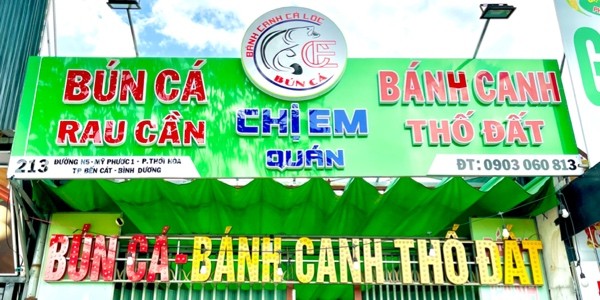 BÁNH CANH CÁ LÓC
BÚN CÁ
BÚN CÁ
RAU CẦN
CHỊ EM
QUÁN
BÁNH CANH
THỐ ĐẤT
213 ĐƯỜNG N5 - MỸ PHƯỚC 1 - P. THỚI HÒA
TP BẾN CÁT - BÌNH DƯƠNG
ĐT: 0903 060 813
BÚN CÁ - BÁNH CANH THỐ ĐẤT